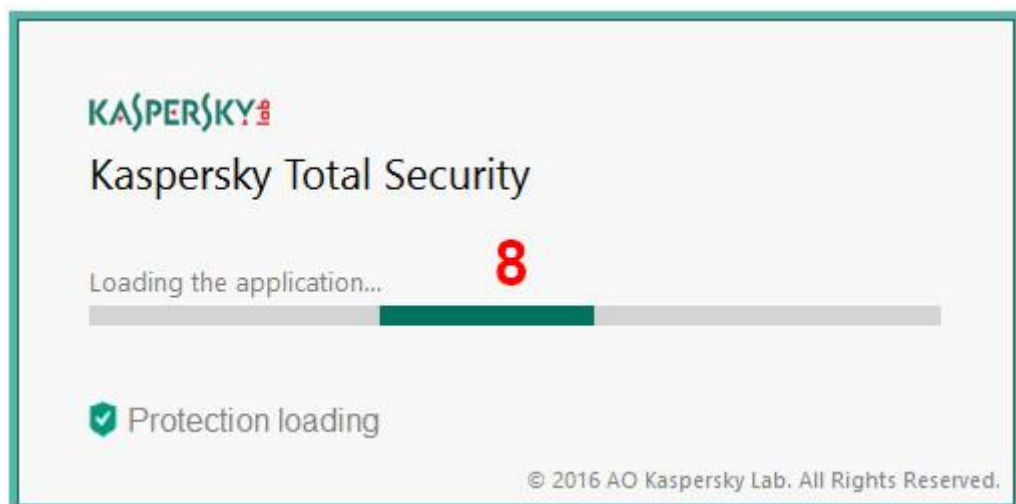 KASPERSKY lab
Kaspersky Total Security
8
Loading the application...
Protection loading
© 2016 AO Kaspersky Lab. All Rights Reserved.